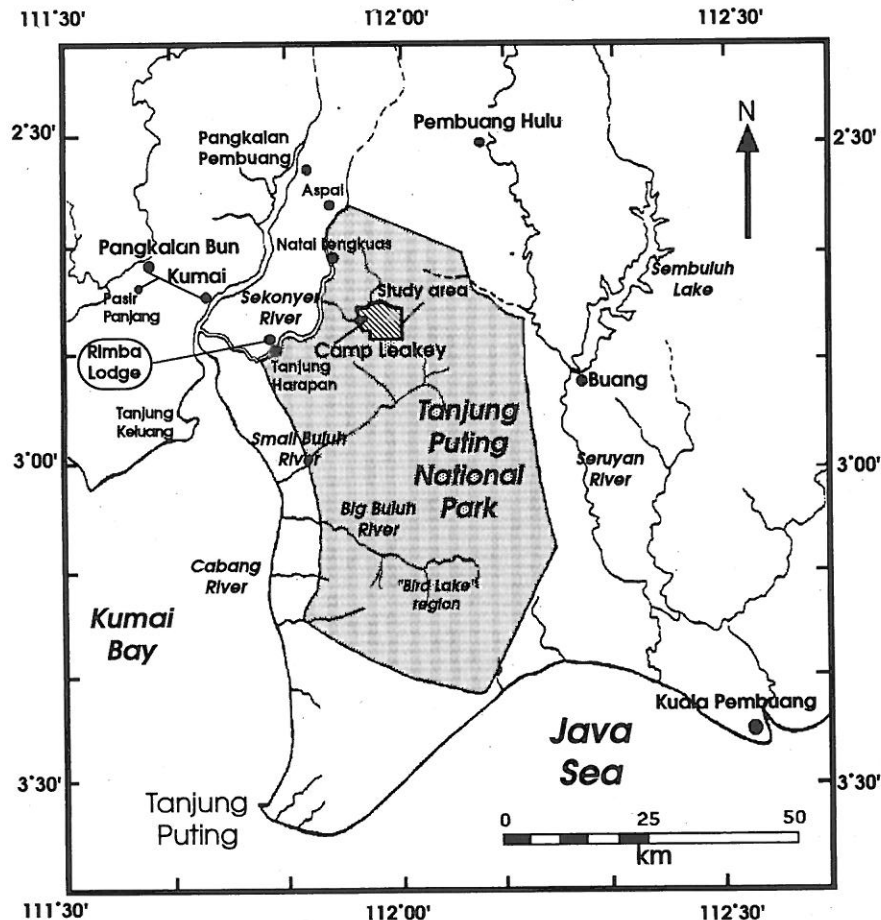 111°30'
112°00'
112°30'
2°30'
2°30'
N
Pangkalan
Pembuang
Pembuang Hulu
Aspai
Natai Lengkuas
Pangkalan Bun
Kumai
Pasir
Panjang
Sekonyer
River
Study area
Sembuluh
Lake
Rimba
Lodge
Camp Leakey
Tanjung
Harapan
Buang
Tanjung
Keluang
Small Buluh
River
Tanjung
Puting
National
Park
Seruyan
River
3°00'
3°00'
Big Buluh
River
Cabang
River
"Bird Lake"
region
Kumai
Bay
Kuala Pembuang
Java
Sea
3°30'
3°30'
Tanjung
Puting
0 25 50
km
111°30'
112°00'
112°30'